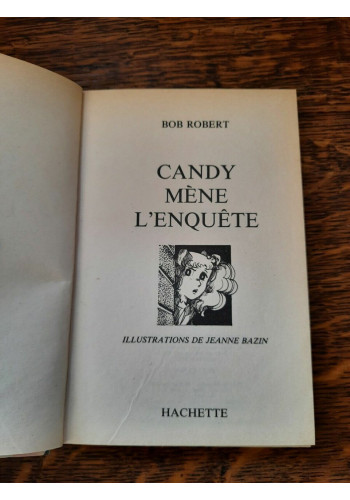 BOB ROBERT
CANDY
MÈNE
L'ENQUÊTE
ILLUSTRATIONS DE JEANNE BAZIN
HACHETTE